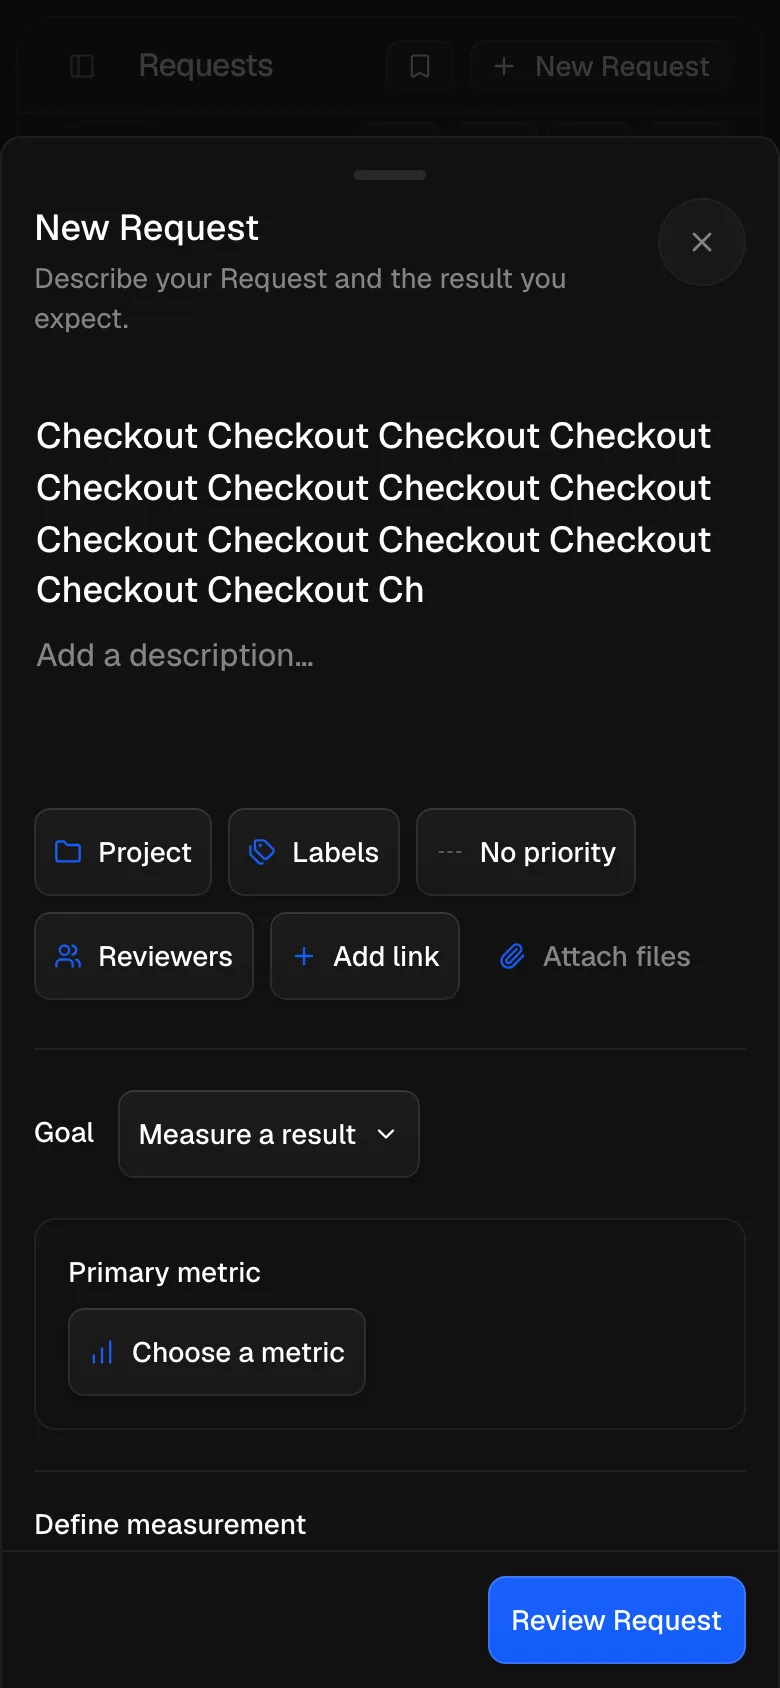 Requests
New Request
New Request
Describe your Request and the result you
expect.
Checkout Checkout Checkout Checkout
Checkout Checkout Checkout Checkout
Checkout Checkout Checkout Checkout
Checkout Checkout Ch
Add a description...
Project
Labels
No priority
Reviewers
Add link
Attach files
Goal
Measure a result
Primary metric
Choose a metric
Define measurement
Review Request